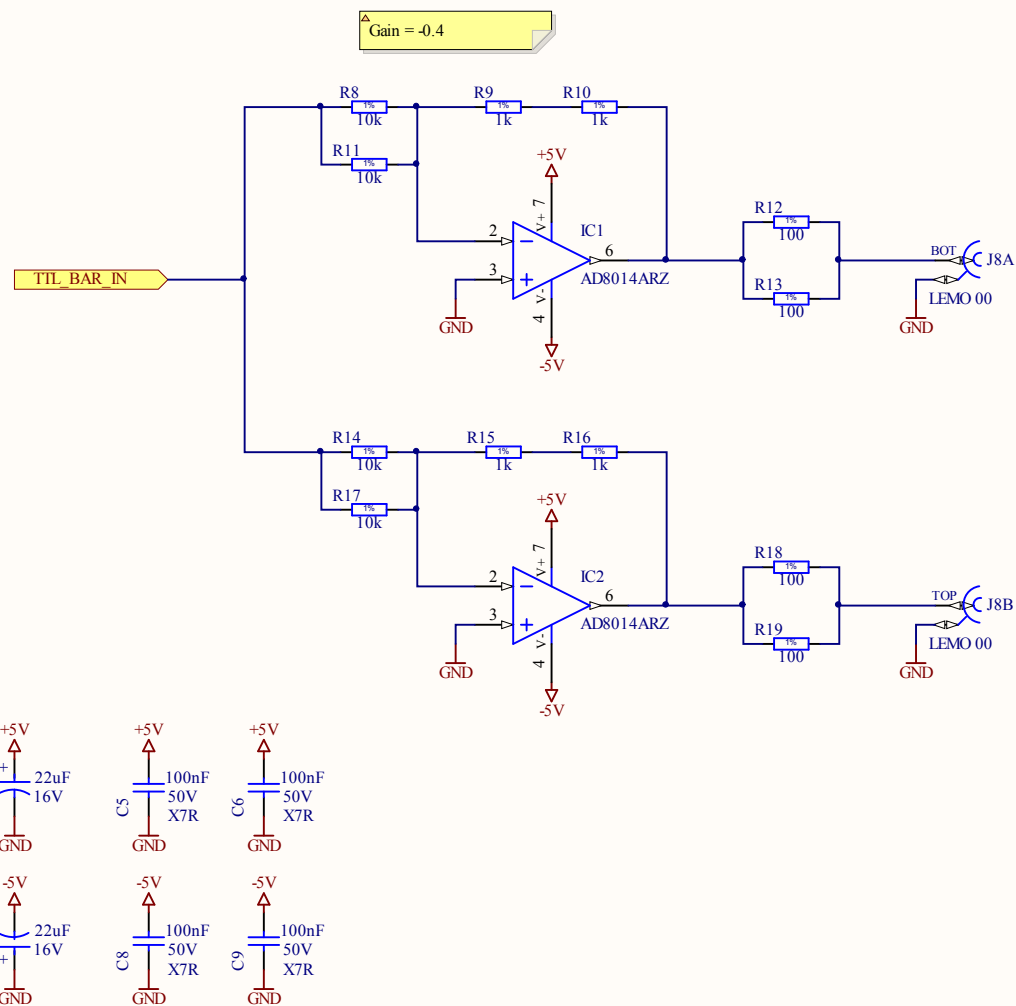 Gain = -0.4
R8
1%
10k
R9
1%
1k
R10
1%
1k
R11
1%
10k
+5V
7
V+
2
3
IC1
6
AD8014ARZ
V-
4
-5V
GND
TTL_BAR_IN
R12
1%
100
R13
1%
100
BOT
J8A
LEMO 00
GND
R14
1%
10k
R15
1%
1k
R16
1%
1k
R17
1%
10k
+5V
7
V+
2
3
IC2
6
AD8014ARZ
V-
4
-5V
GND
R18
1%
100
R19
1%
100
TOP
J8B
LEMO 00
GND
+5V
+
22uF
16V
GND
+5V
C5
100nF
50V
X7R
GND
+5V
C6
100nF
50V
X7R
GND
-5V
22uF
16V
+
GND
-5V
C8
100nF
50V
X7R
GND
-5V
C9
100nF
50V
X7R
GND